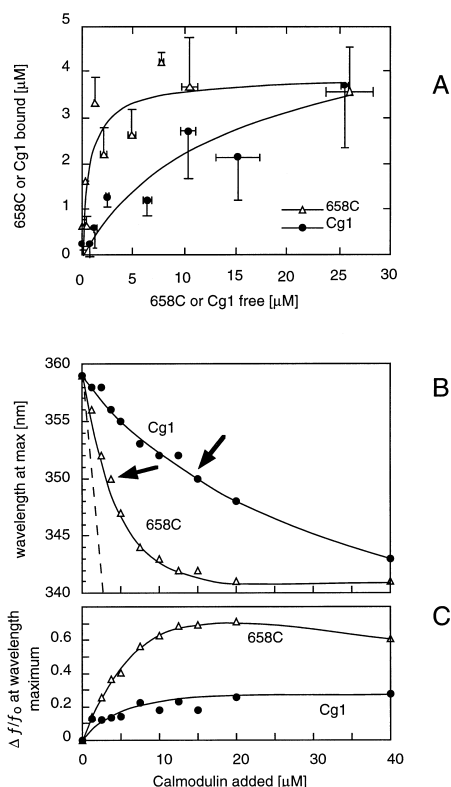 5
4
3
2
1
0
658C or Cg1 bound [µM]
A
658C
Cg1
0 5 10 15 20 25 30
658C or Cg1 free [µM]
360
355
350
345
340
wavelength at max [nm]
B
Cg1
658C
0.6
0.4
0.2
0
Δ f/fo at wavelength
maximum
C
658C
Cg1
0 10 20 30 40
Calmodulin added [µM]